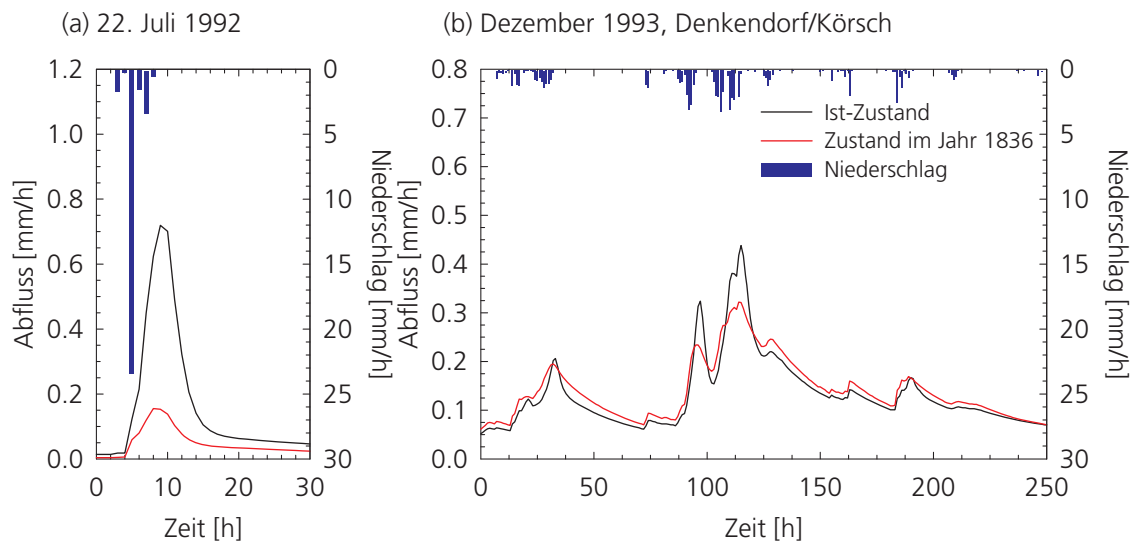 (a) 22. Juli 1992
(b) Dezember 1993, Denkendorf/Körsch
Abfluss [mm/h]
1.2
1.0
0.8
0.6
0.4
0.2
0.0
0
5
10
15
20
25
30
Niederschlag [mm/h]
0 10 20 30
Zeit [h]
Abfluss [mm/h]
0.8
0.7
0.6
0.5
0.4
0.3
0.2
0.1
0.0
Ist-Zustand
Zustand im Jahr 1836
Niederschlag
0
5
10
15
20
25
30
Niederschlag [mm/h]
0 50 100 150 200 250
Zeit [h]